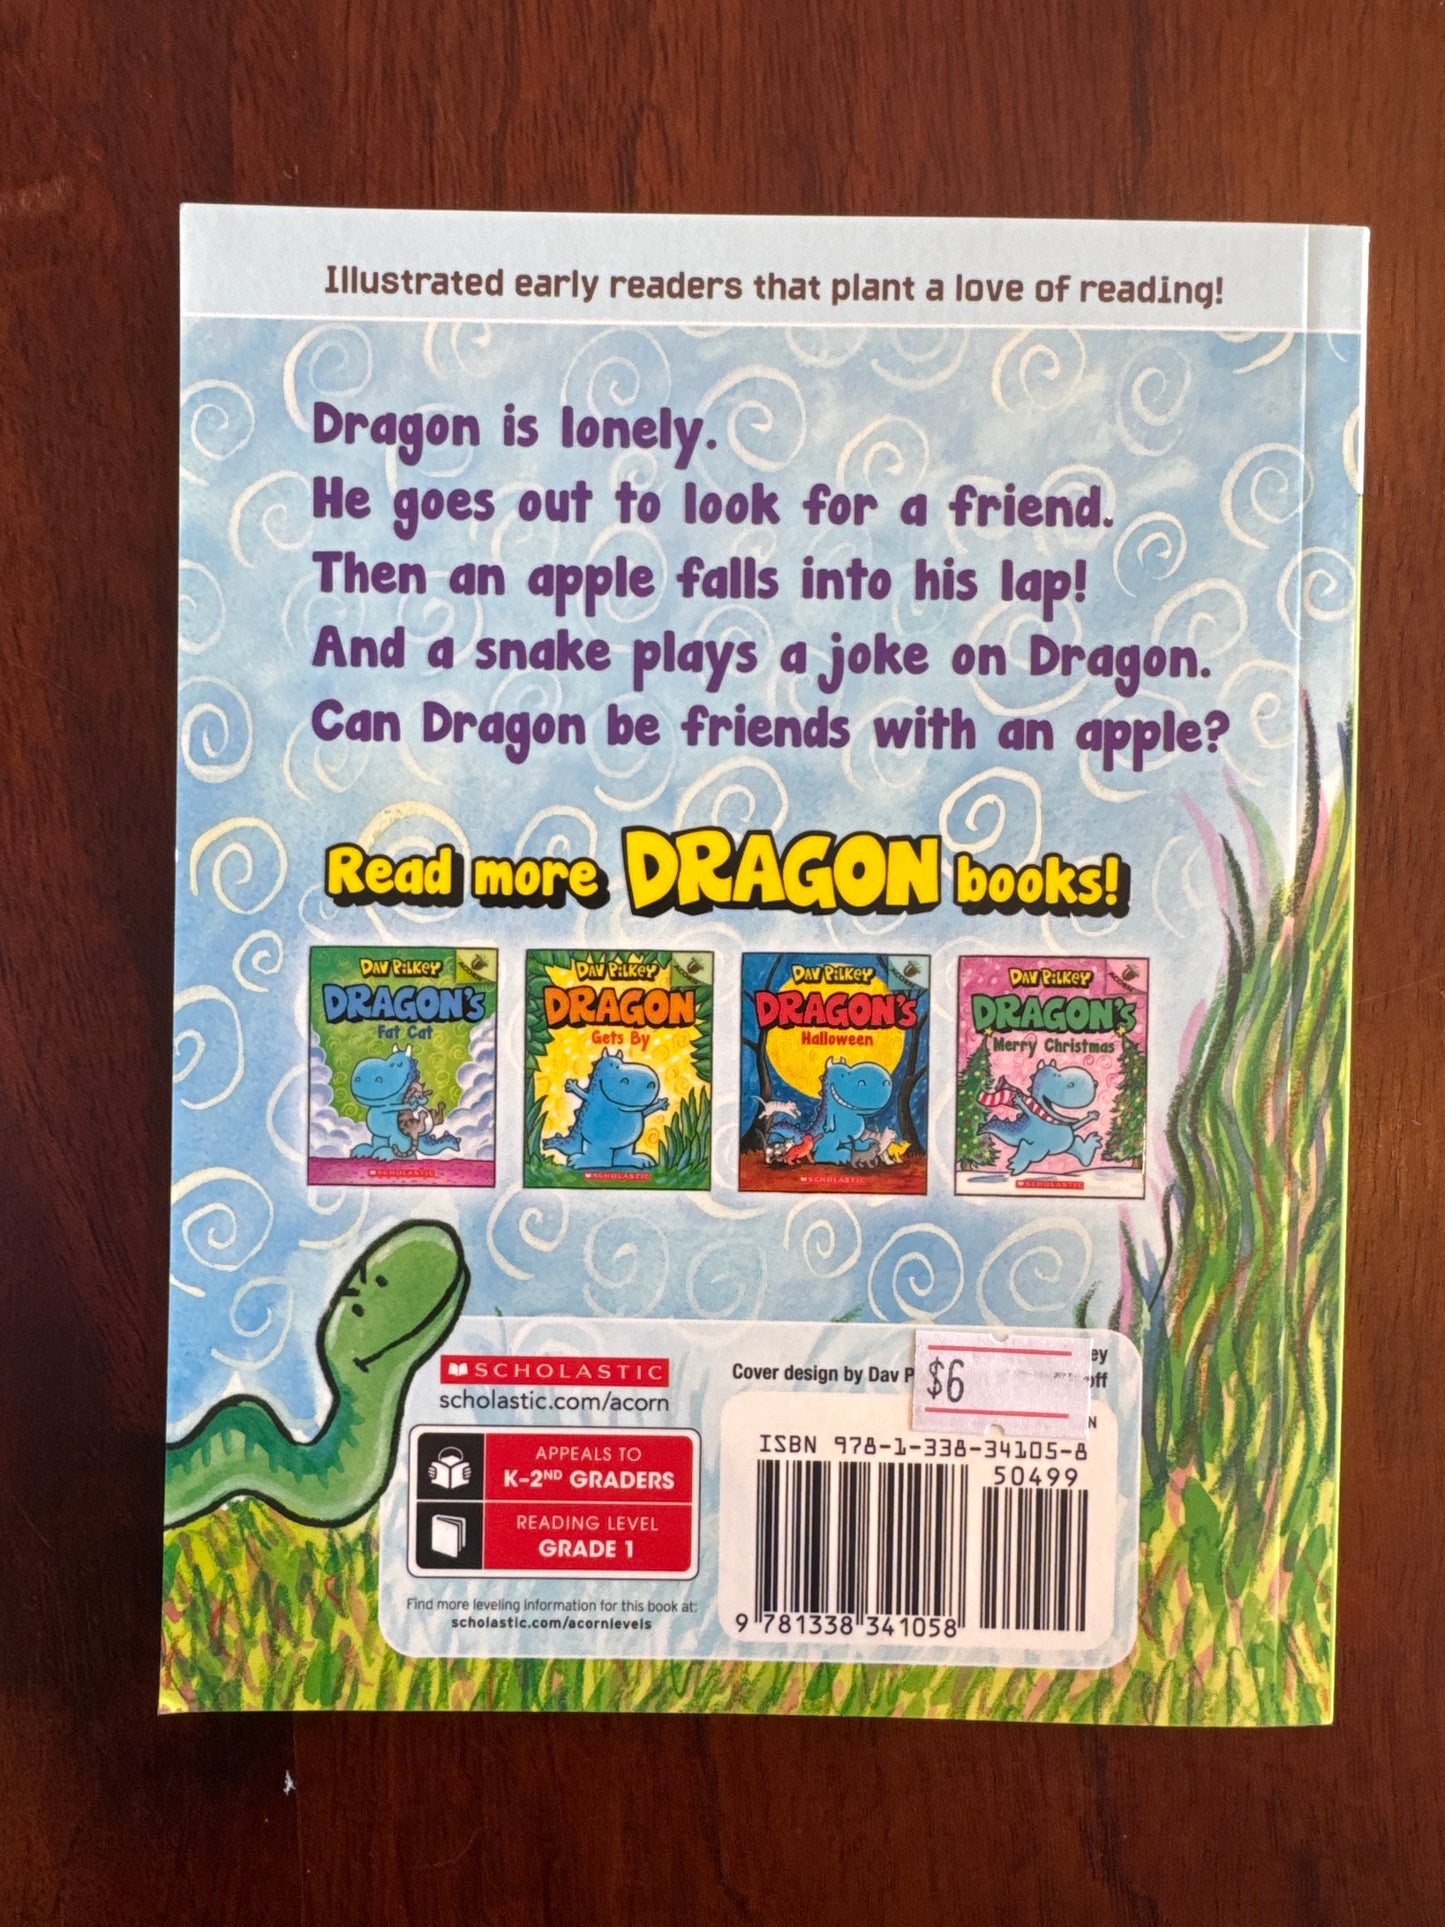 Illustrated early readers that plant a love of reading!
Dragon is lonely.
He goes out to look for a friend.
Then an apple falls into his lap!
And a snake plays a joke on Dragon.
Can Dragon be friends with an apple?
Read more DRAGON books!
DAV PILKEY
ACORN
DRAGON'S
Fat Cat
SCHOLASTIC
DAV PILKEY
ACORN
DRAGON
Gets By
SCHOLASTIC
DAV PILKEY
ACORN
DRAGON'S
Halloween
SCHOLASTIC
DAV PILKEY
ACORN
DRAGON'S
Merry Christmas
SCHOLASTIC
SCHOLASTIC
scholastic.com/acorn
APPEALS TO
K–2ND GRADERS
READING LEVEL
GRADE 1
Find more leveling information for this book at:
scholastic.com/acornlevels
Cover design by Dav
$6
ISBN 978-1-338-34105-8
50499
9 781338 341058